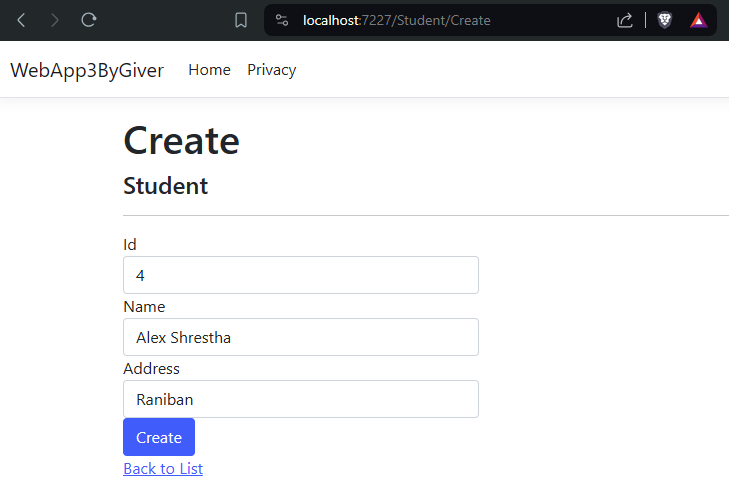 localhost:7227/Student/Create
WebApp3ByGiver Home Privacy
Create
Student
Id
4
Name
Alex Shrestha
Address
Raniban
Create
Back to List